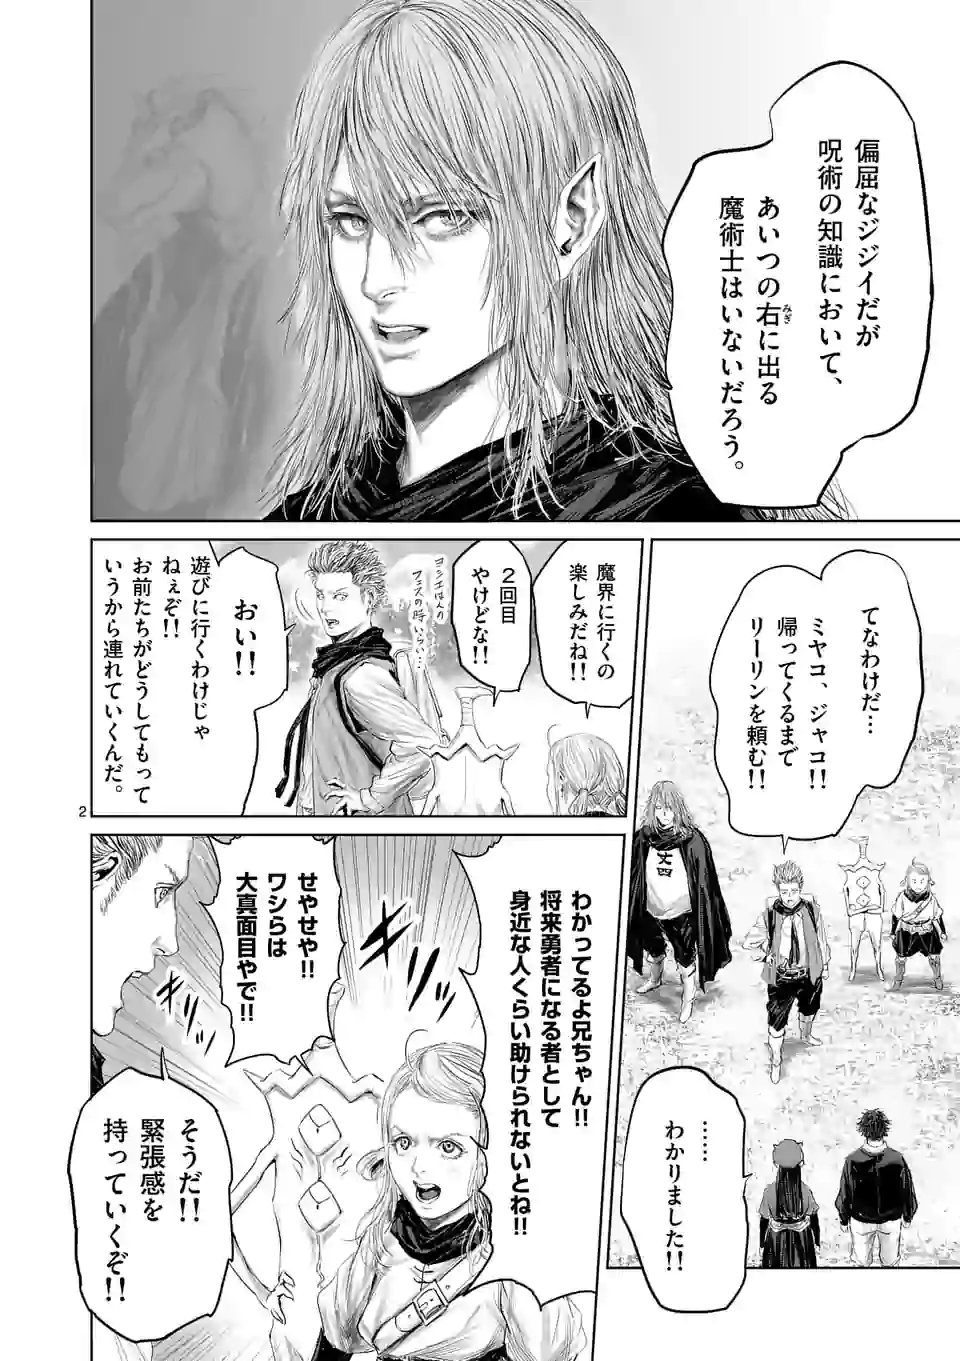 偏屈なジジイだが
呪術の知識において、
あいつの右に出る
みぎ
魔術士はいないだろう。
てなわけだ…
ミヤコ、ジャコ!!
帰ってくるまで
リーリンを頼む!!
……
わかりました!!
魔界に行くの
楽しみだね!!
2回目
やけどな!!
ヨシエは人の
フェスの時いらい…
おい!!
遊びに行くわけじゃ
ねぇぞ!!
お前たちがどうしてもって
いうから連れていくんだ。
わかってるよ兄ちゃん!!
将来勇者になる者として
身近な人くらい助けられないとね!!
せやせや!!
ワシらは
大真面目やで!!
キッ
キッ
そうだ!!
緊張感を
持っていくぞ!!
丈四
2